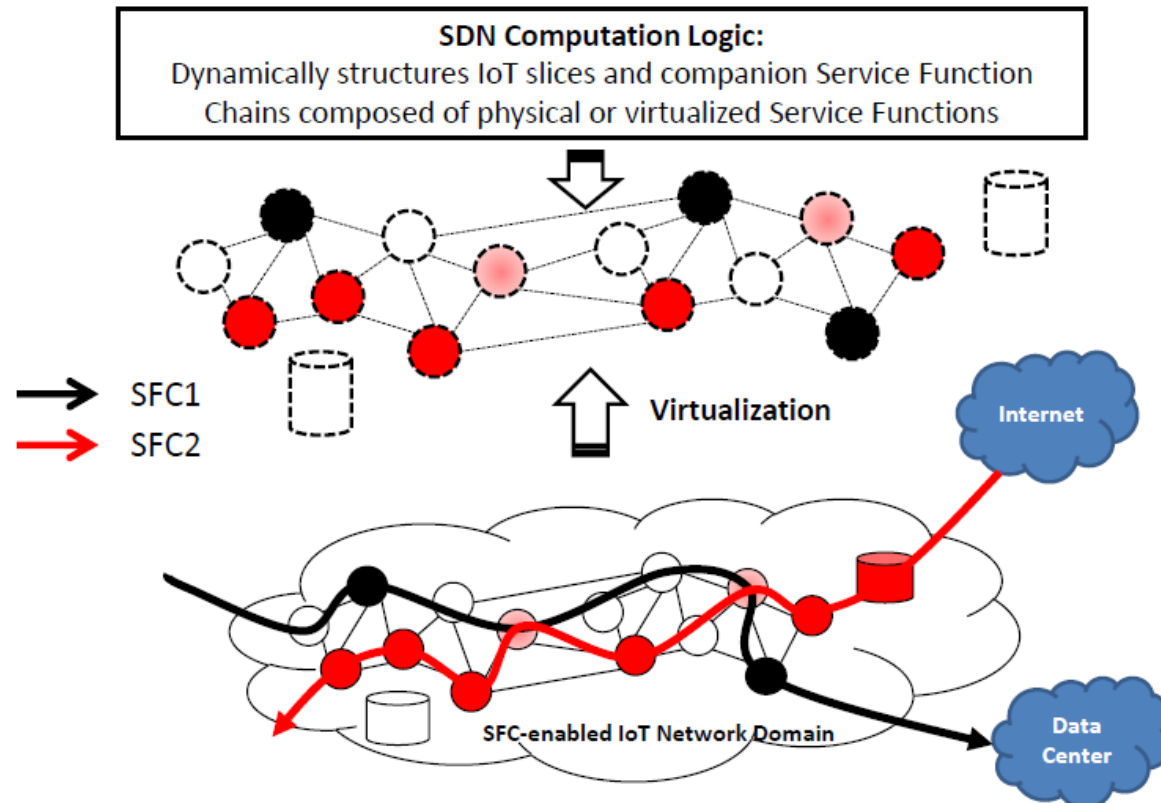 SDN Computation Logic:
Dynamically structures IoT slices and companion Service Function
Chains composed of physical or virtualized Service Functions
SFC1
SFC2
Virtualization
Internet
SFC-enabled IoT Network Domain
Data
Center